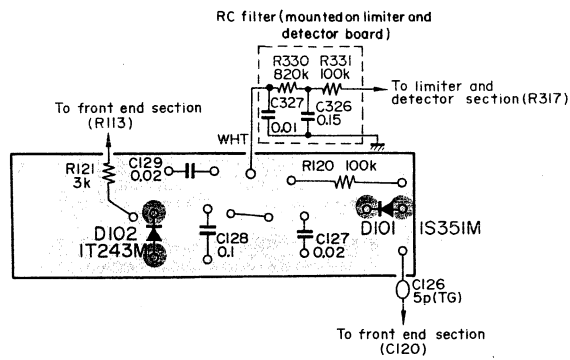 RC filter (mounted on limiter and
detector board)
R330
820k
R331
100k
C327
0.01
C326
0.15
To limiter and
detector section (R317)
To front end section
(R113)
WHT
R121
3k
C129
0.02
R120 100k
D102
1T243M
C128
0.1
C127
0.02
D101
1S351M
C126
5p(TG)
To front end section
(C120)